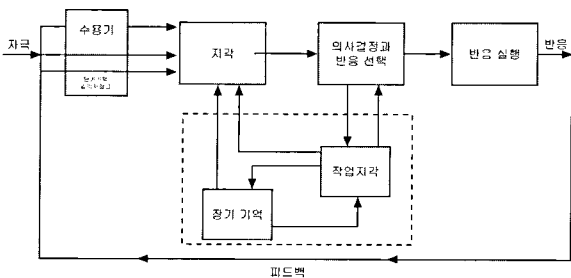 수용기
자극
지각
의사결정과
반응 선택
반응 실행
반응
작업지각
장기 기억
피드백